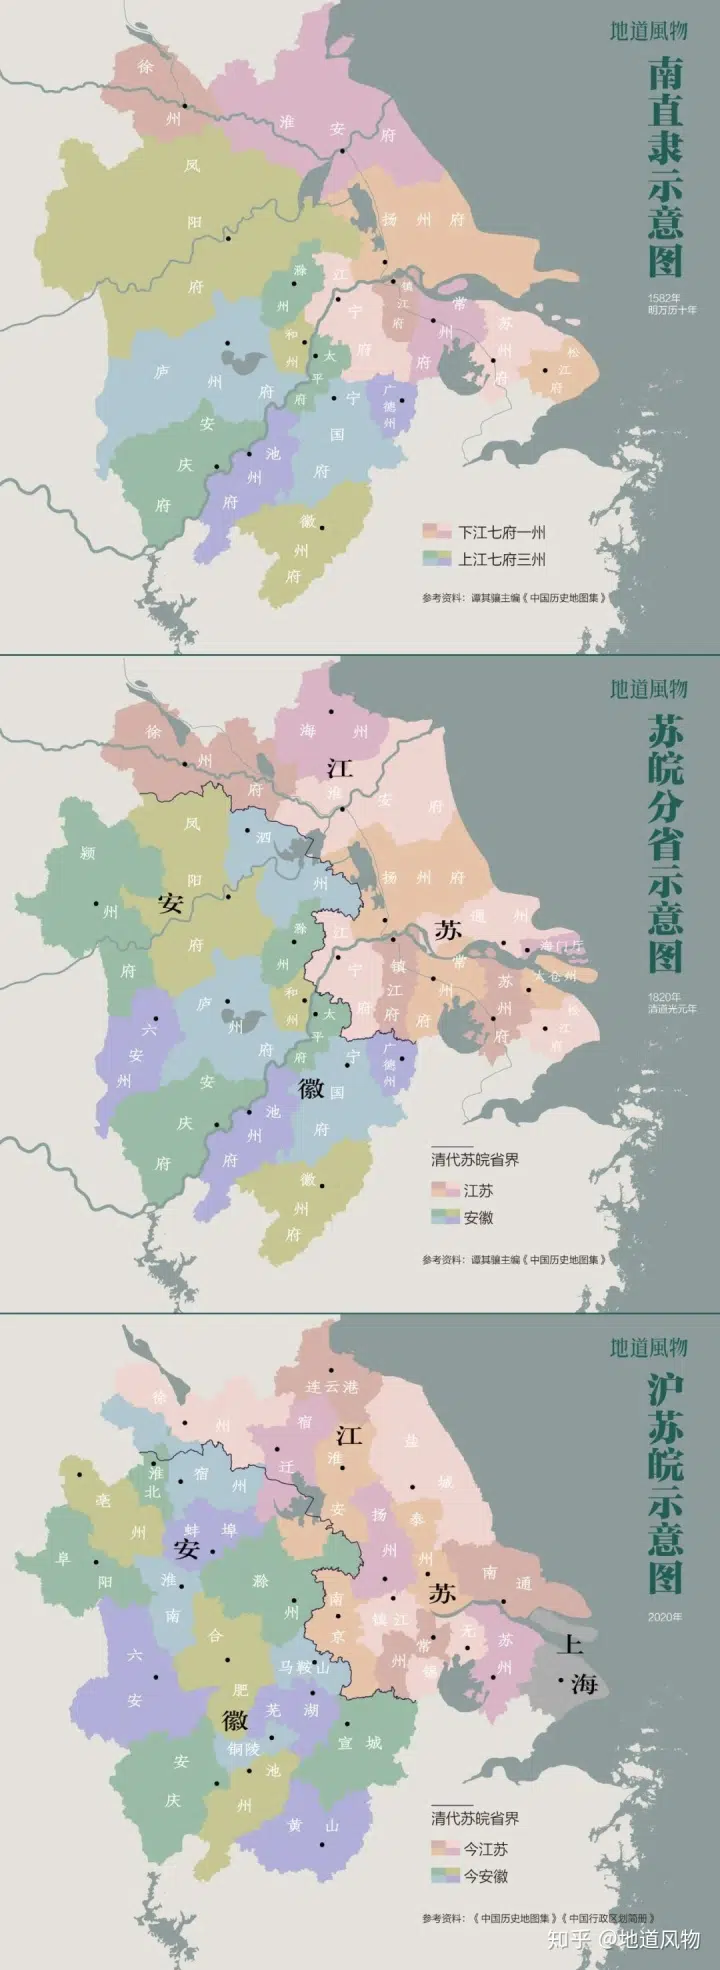 地道風物
南直隶示意图
1582年
明万历十年
徐州
淮安府
凤阳府
扬州府
滁州
江宁府
镇江府
常州府
苏州府
松江府
和州
太平府
庐州府
广德州
宁国府
安庆府
池州府
徽州府
下江七府一州
上江七府三州
参考资料：谭其骧主编《中国历史地图集》
地道風物
苏皖分省示意图
1820年
清道光元年
江苏
安徽
徐州府
海州
淮安府
凤阳府
泗州
颍州府
扬州府
通州
海门厅
滁州
江宁府
镇江府
常州府
苏州府
太仓州
松江府
和州
太平府
庐州府
六安州
广德州
宁国府
安庆府
池州府
徽州府
清代苏皖省界
江苏
安徽
参考资料：谭其骧主编《中国历史地图集》
地道風物
沪苏皖示意图
2020年
江苏
安徽
上海
连云港
徐州
宿迁
淮安
盐城
淮北
宿州
亳州
蚌埠
扬州
泰州
阜阳
淮南
滁州
南京
镇江
南通
常州
无锡
苏州
六安
合肥
马鞍山
芜湖
铜陵
宣城
安庆
池州
黄山
清代苏皖省界
今江苏
今安徽
参考资料：《中国历史地图集》《中国行政区划简册》
知乎 @地道风物